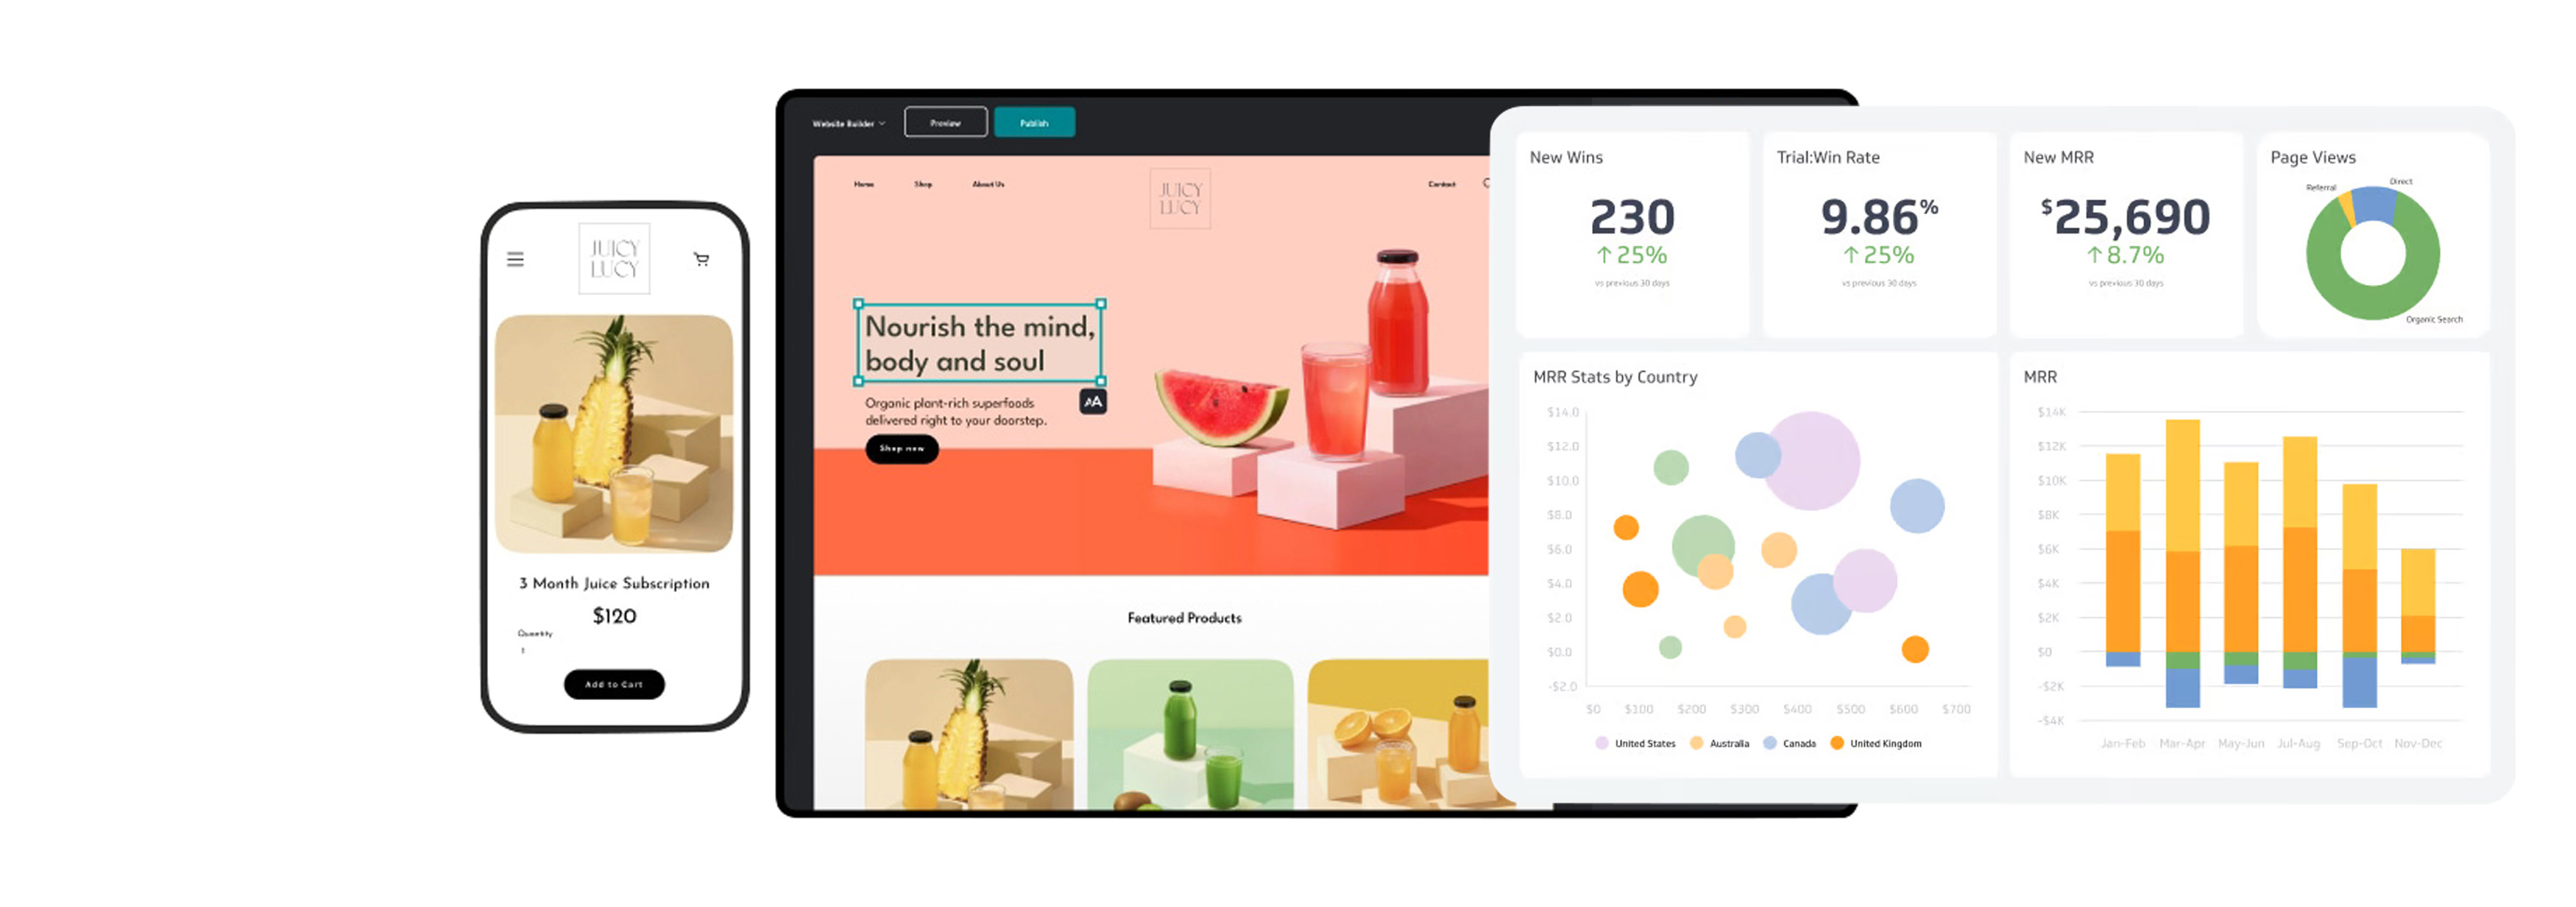 JUICY
LUCY
3 Month Juice Subscription
$120
Quantity
1
Add to Cart
Website Builder
Preview
Publish
Home
Shop
About Us
JUICY
LUCY
Contact
Nourish the mind,
body and soul
AA
Organic plant-rich superfoods
delivered right to your doorstep.
Shop now
Featured Products
New Wins
230
↑ 25%
vs previous 30 days
Trial:Win Rate
9.86%
↑ 25%
vs previous 30 days
New MRR
$25,690
↑ 8.7%
vs previous 30 days
Page Views
Referral
Direct
Organic Search
MRR Stats by Country
$14.0
$12.0
$10.0
$8.0
$6.0
$4.0
$2.0
$0.0
-$2.0
$0 $100 $200 $300 $400 $500 $600 $700
United States Australia Canada United Kingdom
MRR
$14K
$12K
$10K
$8K
$6K
$4K
$2K
$0
-$2K
-$4K
Jan-Feb Mar-Apr May-Jun Jul-Aug Sep-Oct Nov-Dec